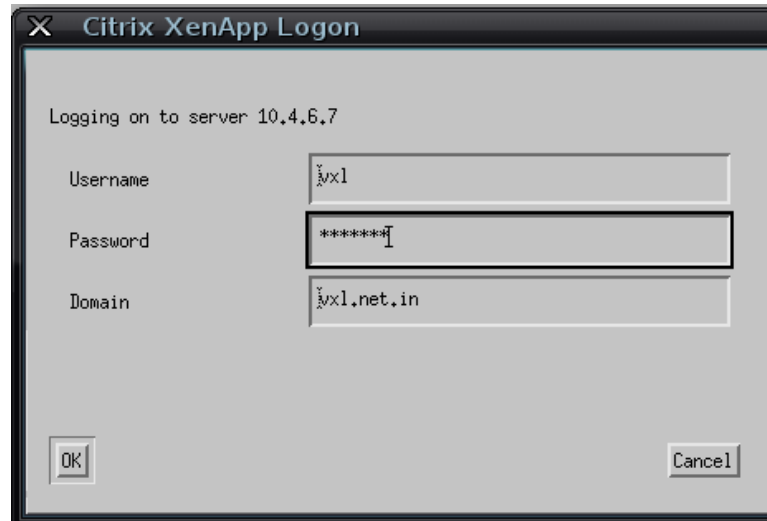 Citrix XenApp Logon
Logging on to server 10.4.6.7
Username vxl
Password *******
Domain vxl.net.in
OK Cancel